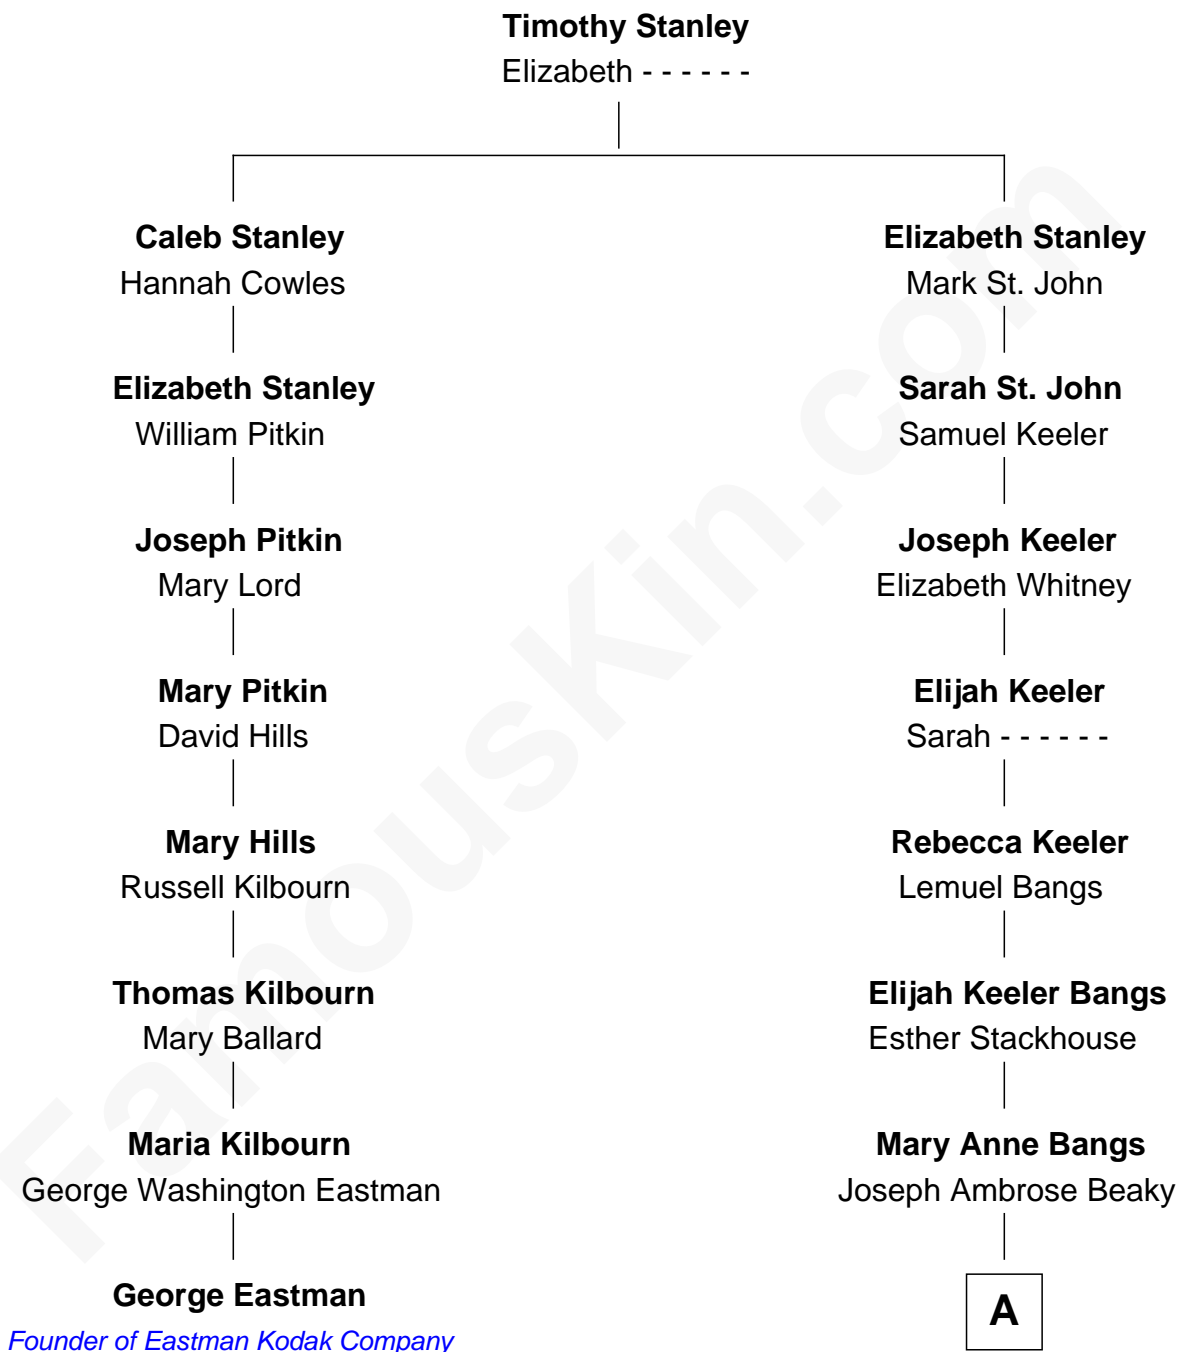 Timothy Stanley
Elizabeth - - - - - -
Caleb Stanley
Hannah Cowles
Elizabeth Stanley
Mark St. John
Elizabeth Stanley
William Pitkin
Sarah St. John
Samuel Keeler
Joseph Pitkin
Mary Lord
Joseph Keeler
Elizabeth Whitney
Mary Pitkin
David Hills
Elijah Keeler
Sarah - - - - - -
Mary Hills
Russell Kilbourn
Rebecca Keeler
Lemuel Bangs
Thomas Kilbourn
Mary Ballard
Elijah Keeler Bangs
Esther Stackhouse
Maria Kilbourn
George Washington Eastman
Mary Anne Bangs
Joseph Ambrose Beaky
George Eastman
Founder of Eastman Kodak Company
A
FamousKin.com